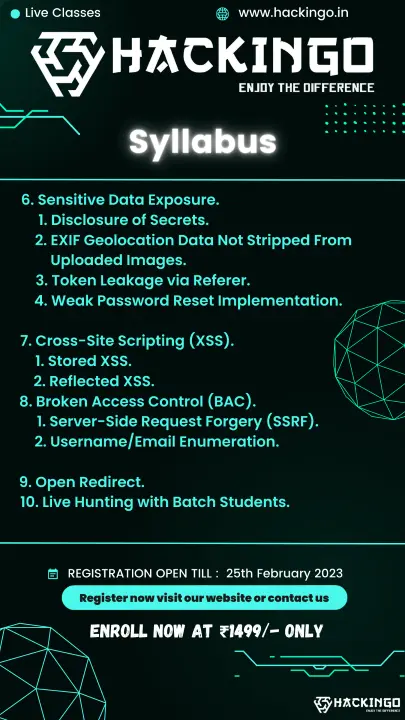 Live Classes
www.hackingo.in
HACKINGO
ENJOY THE DIFFERENCE
Syllabus
6. Sensitive Data Exposure.
1. Disclosure of Secrets.
2. EXIF Geolocation Data Not Stripped From
Uploaded Images.
3. Token Leakage via Referer.
4. Weak Password Reset Implementation.
7. Cross-Site Scripting (XSS).
1. Stored XSS.
2. Reflected XSS.
8. Broken Access Control (BAC).
1. Server-Side Request Forgery (SSRF).
2. Username/Email Enumeration.
9. Open Redirect.
10. Live Hunting with Batch Students.
REGISTRATION OPEN TILL : 25th February 2023
Register now visit our website or contact us
ENROLL NOW AT ₹1499/- ONLY
HACKINGO
ENJOY THE DIFFERENCE